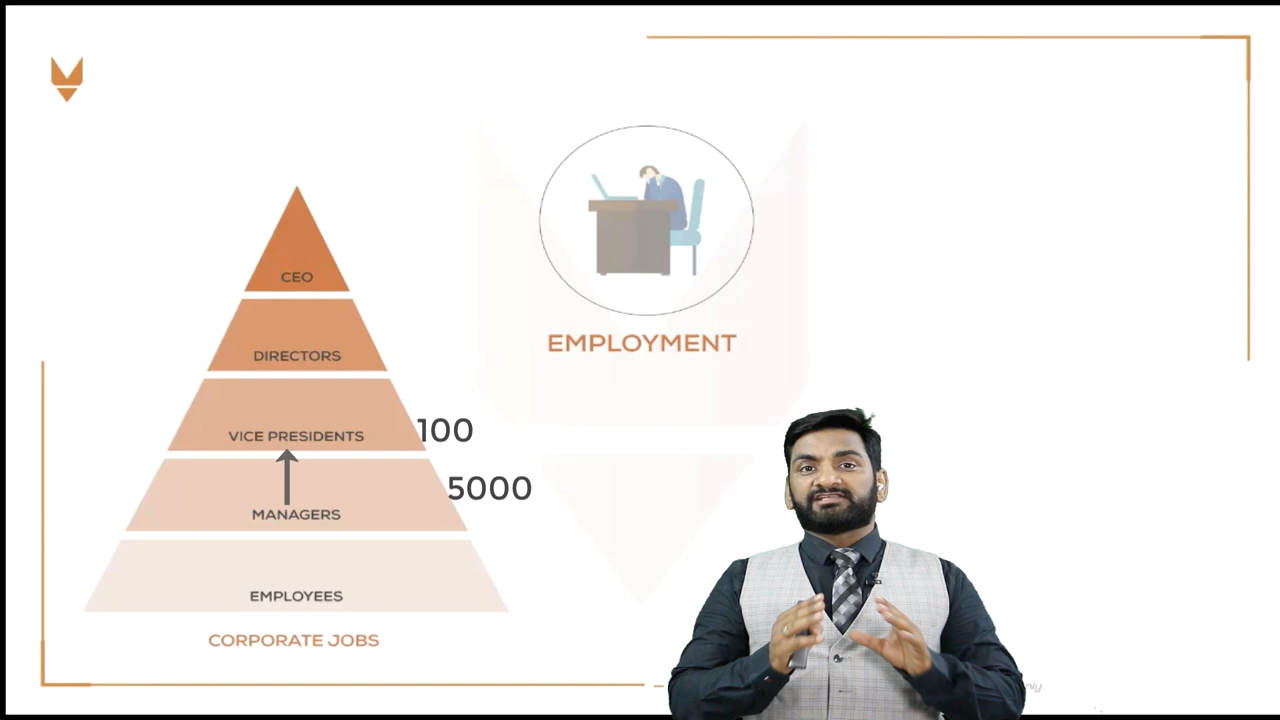 CEO
DIRECTORS
VICE PRESIDENTS
100
MANAGERS
5000
EMPLOYEES
CORPORATE JOBS
EMPLOYMENT